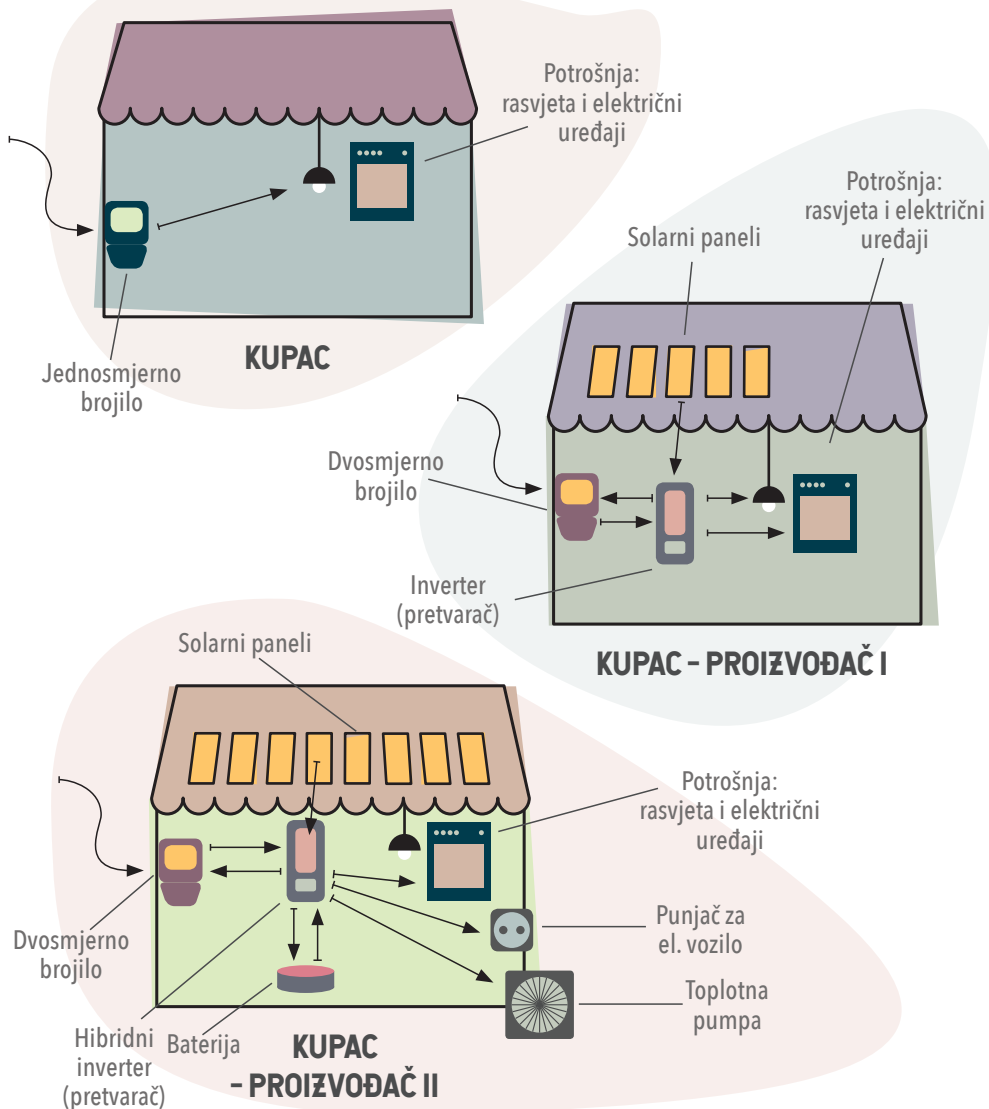 Potrošnja:
rasvjeta i električni
uređaji
Jednosmjerno
brojilo
KUPAC
Potrošnja:
rasvjeta i električni
uređaji
Solarni paneli
Dvosmjerno
brojilo
Inverter
(pretvarač)
KUPAC - PROIZVOĐAČ I
Solarni paneli
Potrošnja:
rasvjeta i električni
uređaji
Dvosmjerno
brojilo
Punjač za
el. vozilo
Toplotna
pumpa
Hibridni
inverter
(pretvarač)
Baterija
KUPAC
- PROIZVOĐAČ II